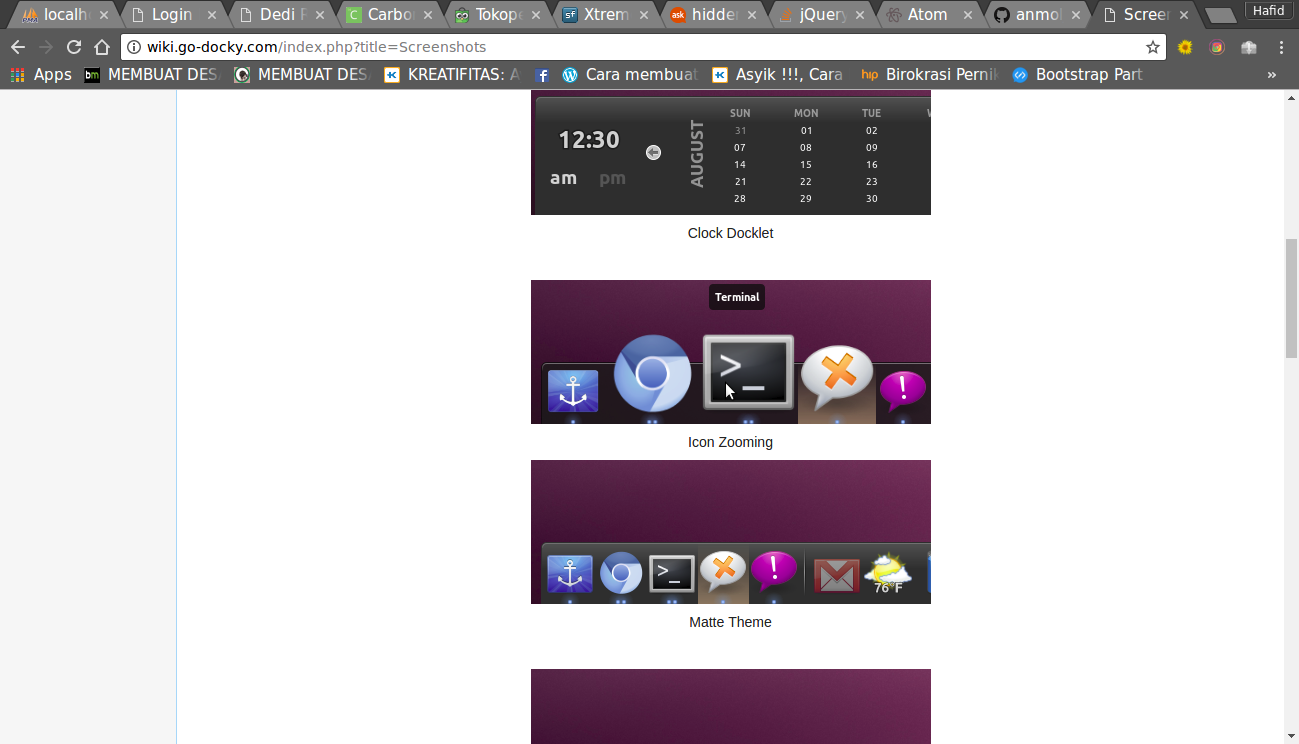 Hafid
localh Login Dedi Carbo Tokope Xtrem hidde jQuery Atom anmo Screen
wiki.go-docky.com/index.php?title=Screenshots
Apps MEMBUAT DES MEMBUAT DES KREATIFITAS: A Cara membuat Asyik !!!, Cara Birokrasi Pernik Bootstrap Part »
SUN MON TUE
12:30
am pm
AUGUST
31 01 02
07 08 09
14 15 16
21 22 23
28 29 30
Clock Docklet
Terminal
>_
Icon Zooming
>_
76°F
Matte Theme